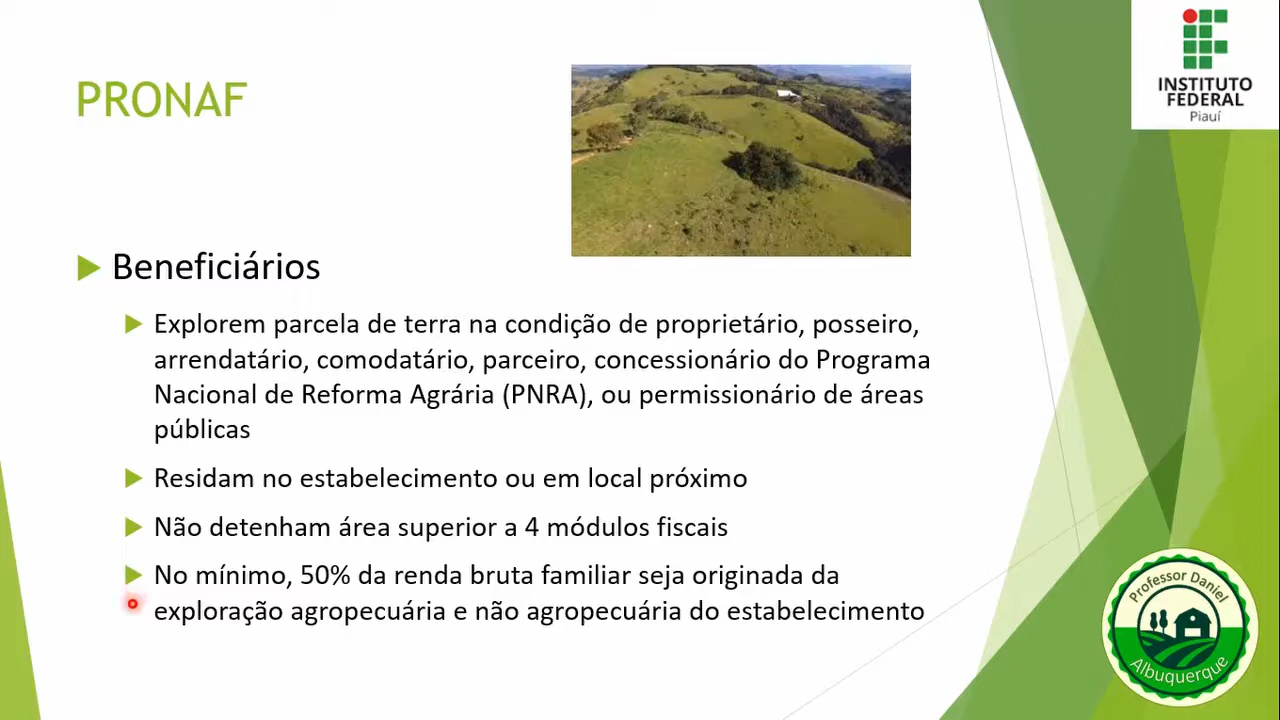 PRONAF
INSTITUTO
FEDERAL
Piauí
Beneficiários
Explorem parcela de terra na condição de proprietário, posseiro,
arrendatário, comodatário, parceiro, concessionário do Programa
Nacional de Reforma Agrária (PNRA), ou permissionário de áreas
públicas
Residam no estabelecimento ou em local próximo
Não detenham área superior a 4 módulos fiscais
No mínimo, 50% da renda bruta familiar seja originada da
exploração agropecuária e não agropecuária do estabelecimento
Professor Daniel
Albuquerque